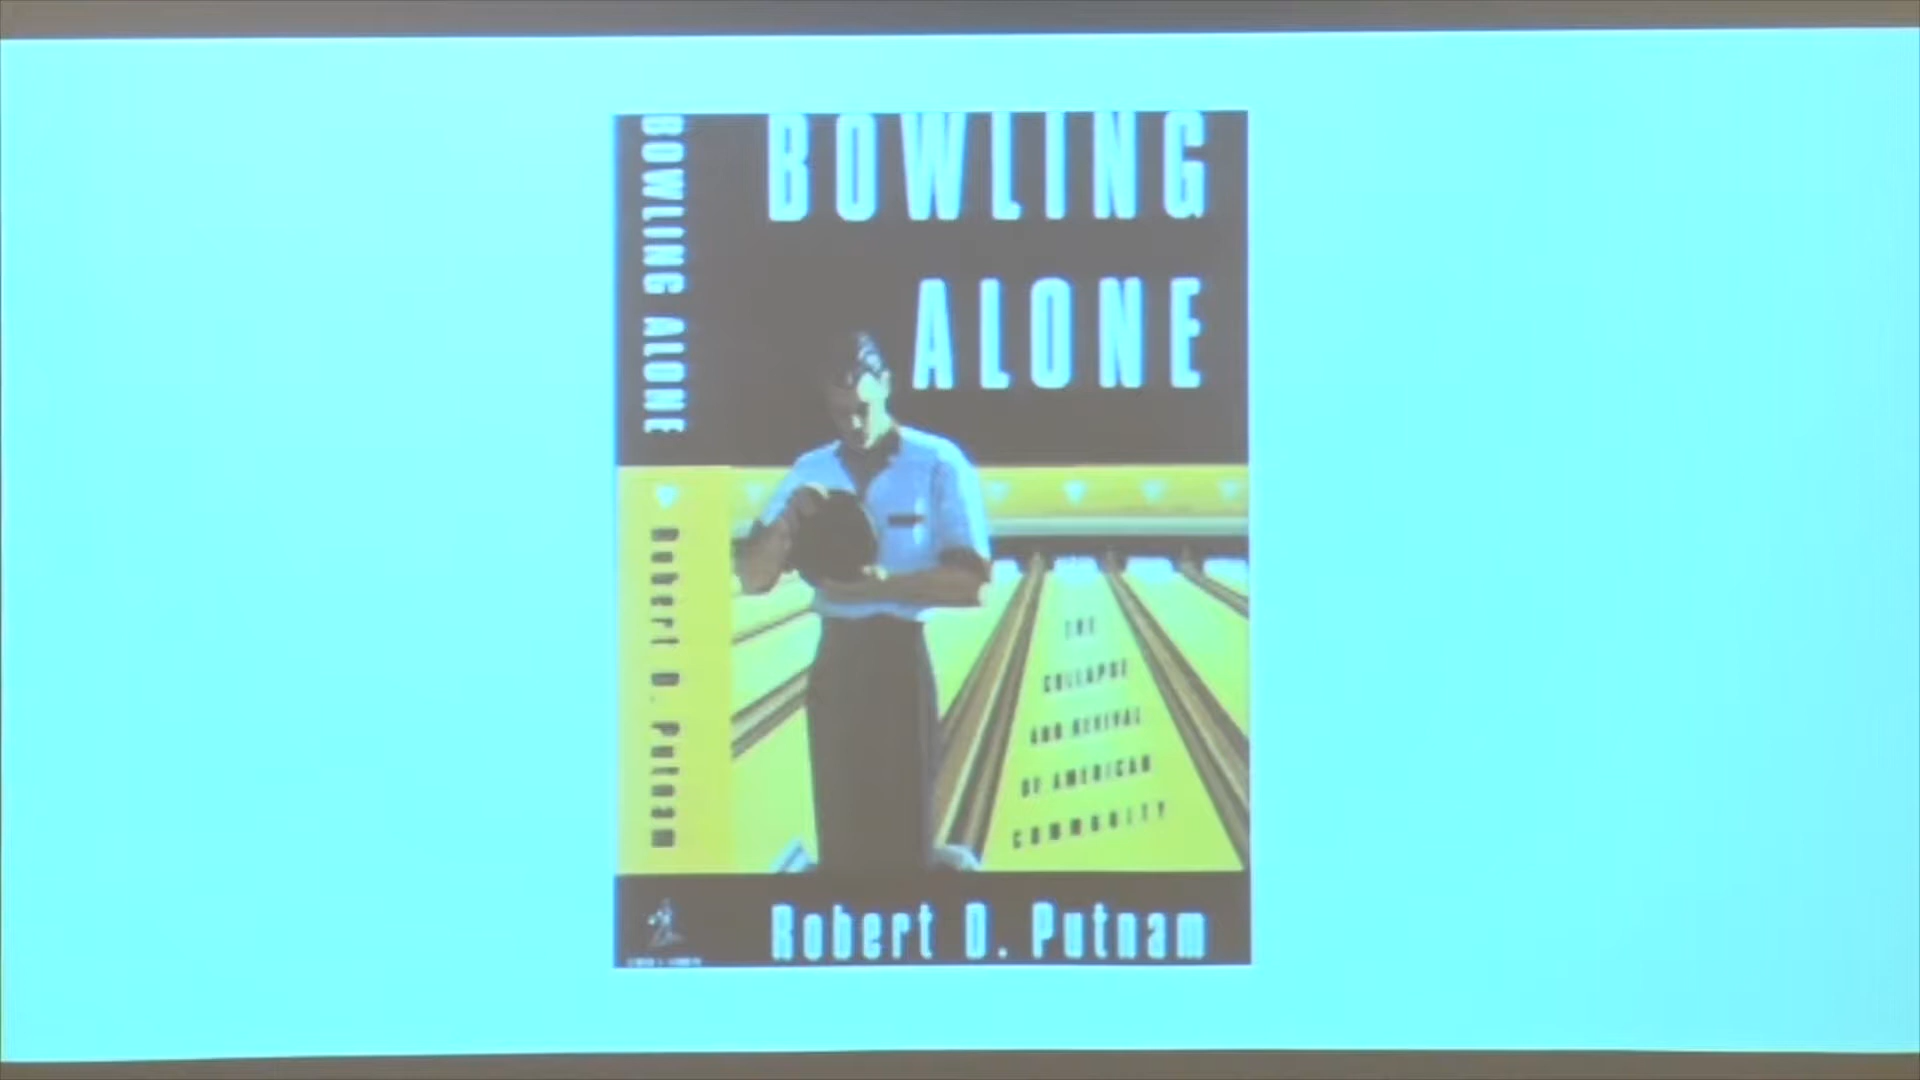 BOWLING ALONE
Robert D. Putnam
BOWLING
ALONE
THE
COLLAPSE
AND REVIVAL
OF AMERICAN
COMMUNITY
Robert D. Putnam